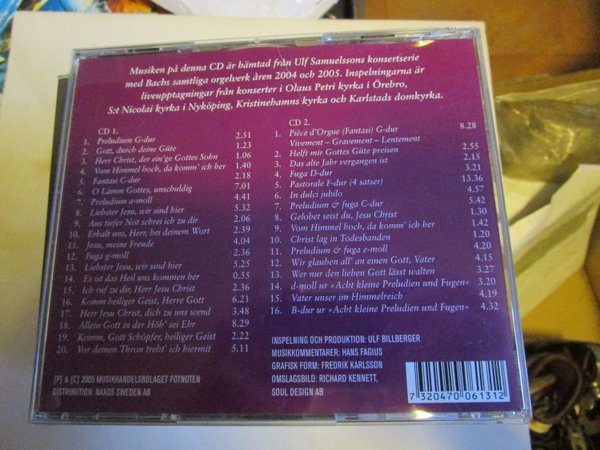 Musiken på denna CD är hämtad från Ulf Samuelssons konsertserie
med Bachs samtliga orgelverk åren 2004 och 2005. Inspelningarna är
liveupptagningar från konserter i Olaus Petri kyrka i Örebro,
S:t Nicolai kyrka i Nyköping, Kristinehamns kyrka och Karlstads domkyrka.
CD 1.
1. Preludium G-dur 2.51
2. Gott, durch deine Güte 1.23
3. Herr Christ, der ein'ge Gottes Sohn 1.06
4. Vom Himmel hoch, da komm' ich her 1.40
5. Fantasi C-dur 2.18
6. O Lamm Gottes, unschuldig 7.01
7. Preludium a-moll 4.41
8. Liebster Jesu, wir sind hier 5.32
9. Aus tiefer Not schrei ich zu dir 2.06
10. Erhalt uns, Herr, bei deinem Wort 2.39
11. Jesu, meine Freude 4.04
12. Fuga g-moll 2.36
13. Liebster Jesu, wir sind hier 5.25
14. Es ist das Heil uns kommen her 0.55
15. Ich ruf zu dir, Herr Jesu Christ 2.36
16. Komm heiliger Geist, Herre Gott 6.21
17. Herr Jesu Christ, dich zu uns wend 3.48
18. Allein Gott in der Höh' sei Ehr 8.29
19. Komm, Gott Schöpfer, heiliger Geist 2.22
20. Vor deinen Thron tret h' ich hiermit 5.11
CD 2.
1. Pièce d'Orgue (Fantasi) G-dur 8.28
Vivement – Gravement – Lentement
2. Helft mir Gottes Güte preisen 2.55
3. Das alte Jahr vergangen ist 2.15
4. Fuga D-dur 3.21
5. Pastorale F-dur (4 satser) 13.36
6. In dulci jubilo 4.57
7. Preludium & fuga C-dur 5.42
8. Gelobet seist du, Jesu Christ 1.30
9. Vom Himmel hoch, da komm' ich her 1.42
10. Christ lag in Todesbanden 1.20
11. Preludium & fuga e-moll 4.20
12. Wir glauben all' an einen Gott, Vater 4.15
13. Wer nur den lieben Gott lässt walten 3.27
14. d-moll ur »Acht kleine Preludien und Fugen« 3.20
15. Vater unser im Himmelreich 4.19
16. B-dur ur »Acht kleine Preludien und Fugen« 4.32
INSPELNING OCH PRODUKTION: ULF BILLBERGER
MUSIKKOMMENTARER: HANS FAGIUS
GRAFISK FORM: FREDRIK KARLSSON
OMSLAGSBILD: RICHARD KENNETT,
SOUL DESIGN AB
[P] & [C] 2005 MUSIKHANDELSBOLAGET FOTNOTEN
DISTRIBUTION: NAXOS SWEDEN AB
7 320470 061312